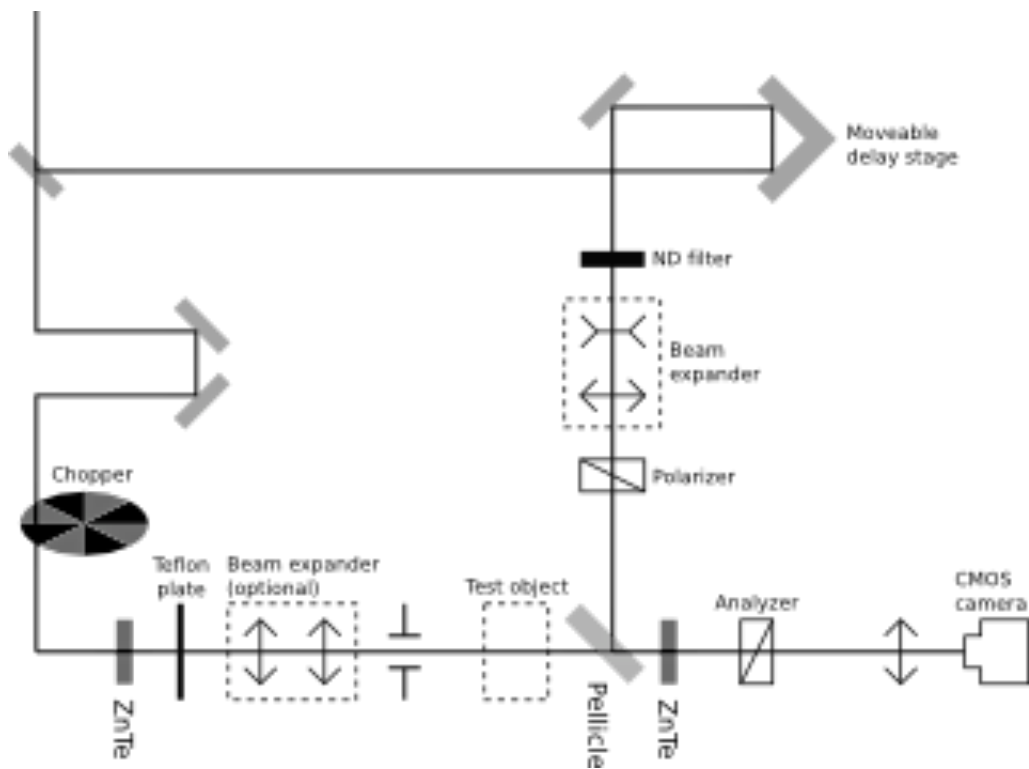 Moveable
delay stage
ND filter
Beam
expander
Chopper
Polarizer
Teflon
plate
Beam expander
(optional)
Test object
Analyzer
CMOS
camera
ZnTe
Pellicle
ZnTe